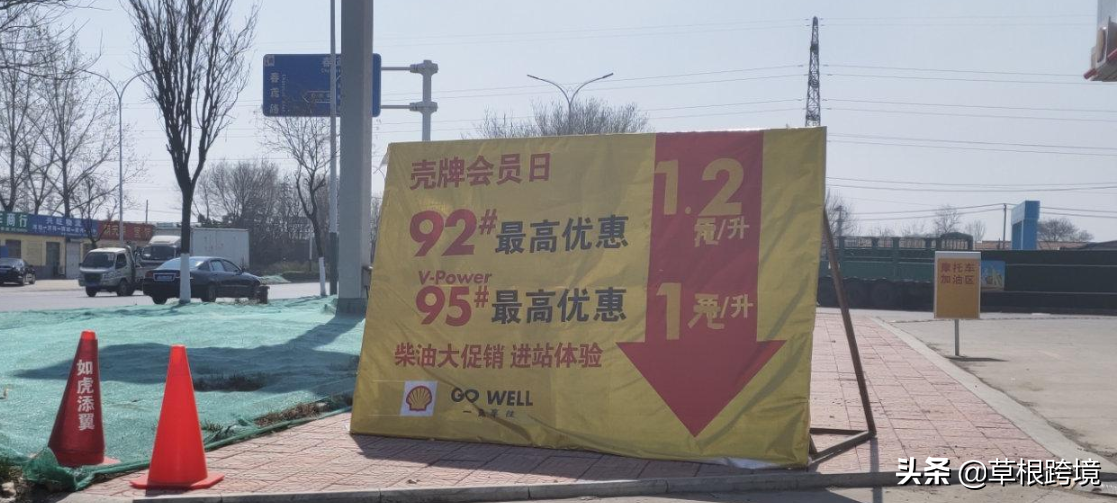 壳牌会员日
92#最高优惠
1.2
元/升
V-Power
95#最高优惠
1元/升
柴油大促销 进站体验
GO WELL
如虎添翼
摩托车
加油区
头条 @草根跨境